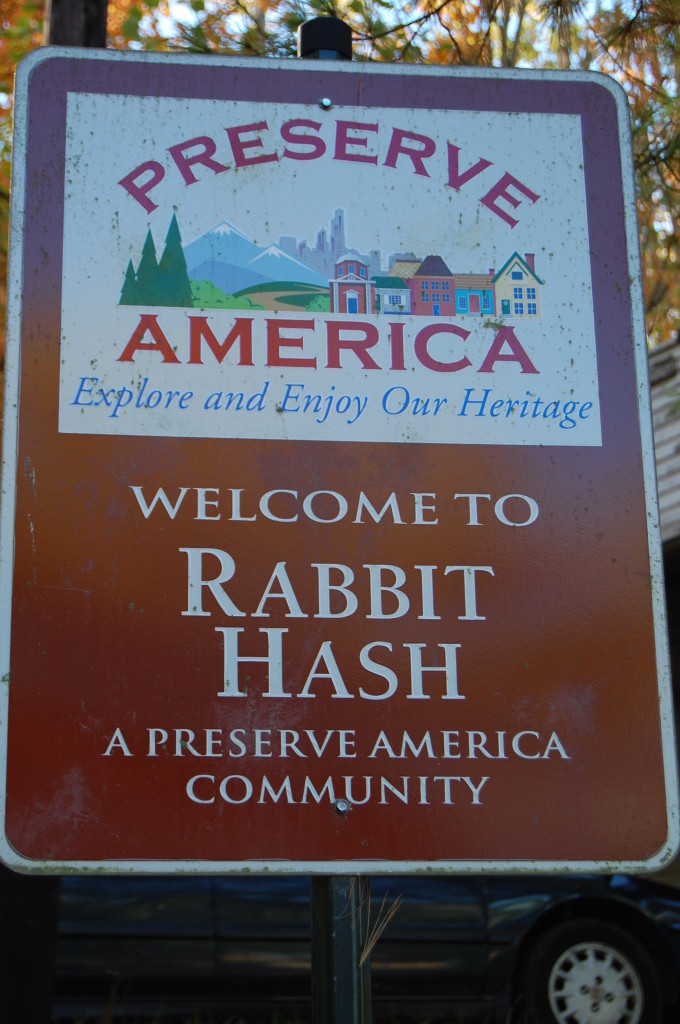 PRESERVE
AMERICA
Explore and Enjoy Our Heritage
WELCOME TO
RABBIT
HASH
A PRESERVE AMERICA
COMMUNITY